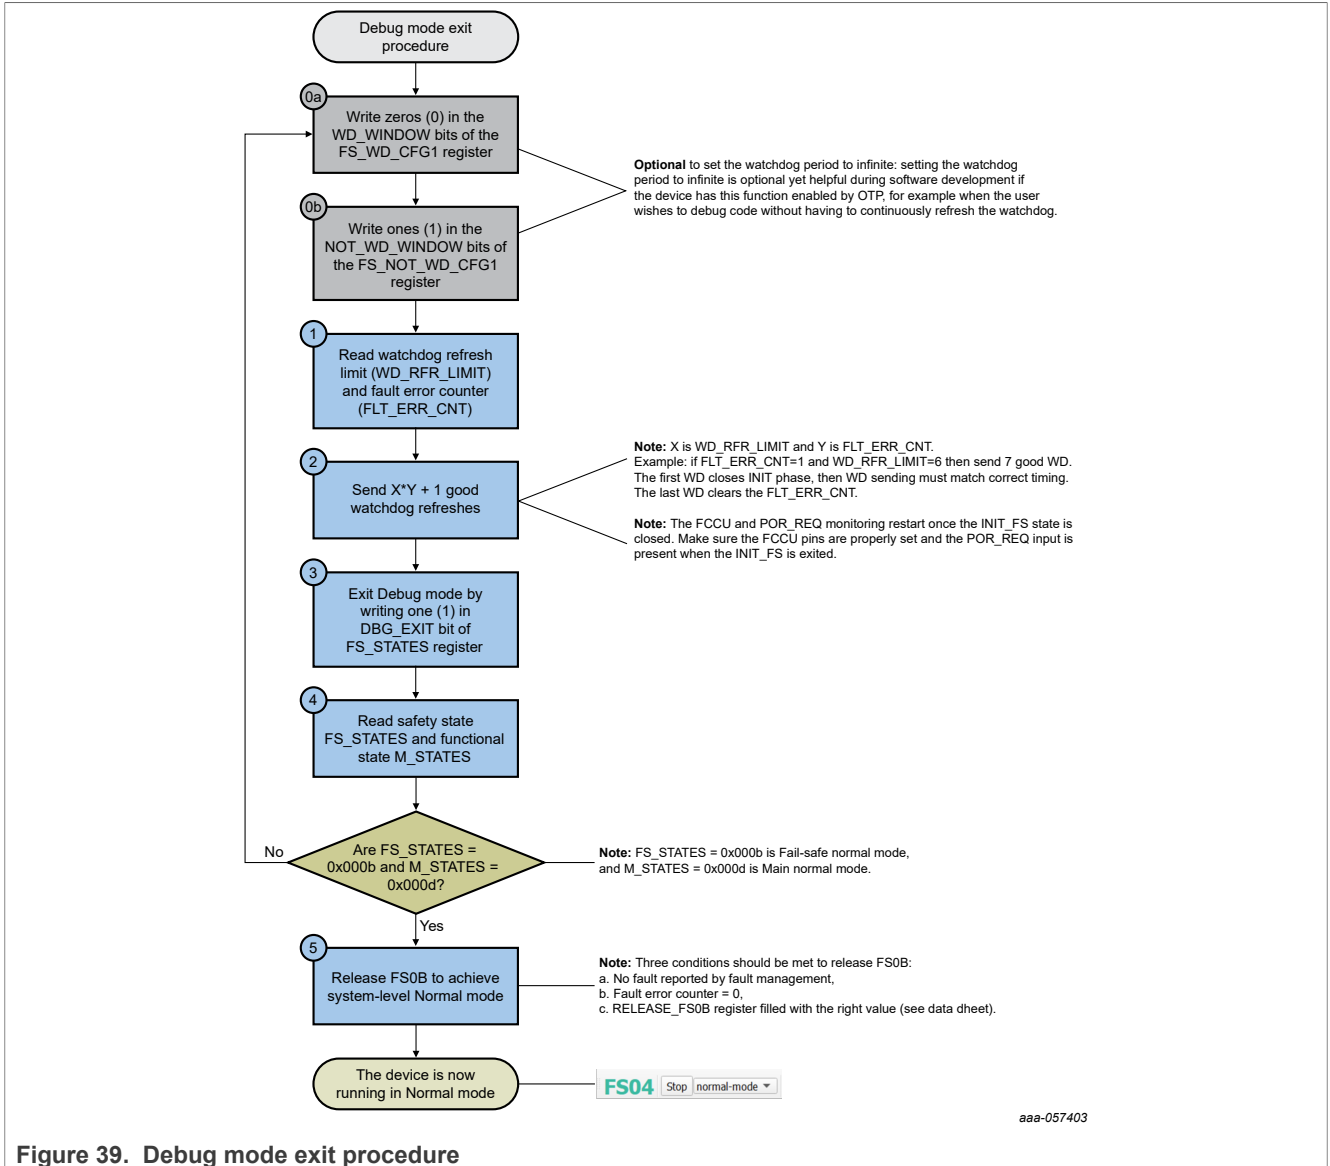 Debug mode exit
procedure
0a
Write zeros (0) in the
WD_WINDOW bits of the
FS_WD_CFG1 register
Optional to set the watchdog period to infinite: setting the watchdog
period to infinite is optional yet helpful during software development if
the device has this function enabled by OTP, for example when the user
wishes to debug code without having to continuously refresh the watchdog.
0b
Write ones (1) in the
NOT_WD_WINDOW bits of
the FS_NOT_WD_CFG1
register
1
Read watchdog refresh
limit (WD_RFR_LIMIT)
and fault error counter
(FLT_ERR_CNT)
2
Send X*Y + 1 good
watchdog refreshes
Note: X is WD_RFR_LIMIT and Y is FLT_ERR_CNT.
Example: if FLT_ERR_CNT=1 and WD_RFR_LIMIT=6 then send 7 good WD.
The first WD closes INIT phase, then WD sending must match correct timing.
The last WD clears the FLT_ERR_CNT.
Note: The FCCU and POR_REQ monitoring restart once the INIT_FS state is
closed. Make sure the FCCU pins are properly set and the POR_REQ input is
present when the INIT_FS is exited.
3
Exit Debug mode by
writing one (1) in
DBG_EXIT bit of
FS_STATES register
4
Read safety state
FS_STATES and functional
state M_STATES
No
Are FS_STATES =
0x000b and M_STATES =
0x000d?
Note: FS_STATES = 0x000b is Fail-safe normal mode,
and M_STATES = 0x000d is Main normal mode.
Yes
5
Release FS0B to achieve
system-level Normal mode
Note: Three conditions should be met to release FS0B:
a. No fault reported by fault management,
b. Fault error counter = 0,
c. RELEASE_FS0B register filled with the right value (see data dheet).
The device is now
running in Normal mode
FS04 Stop normal-mode
aaa-057403
Figure 39. Debug mode exit procedure